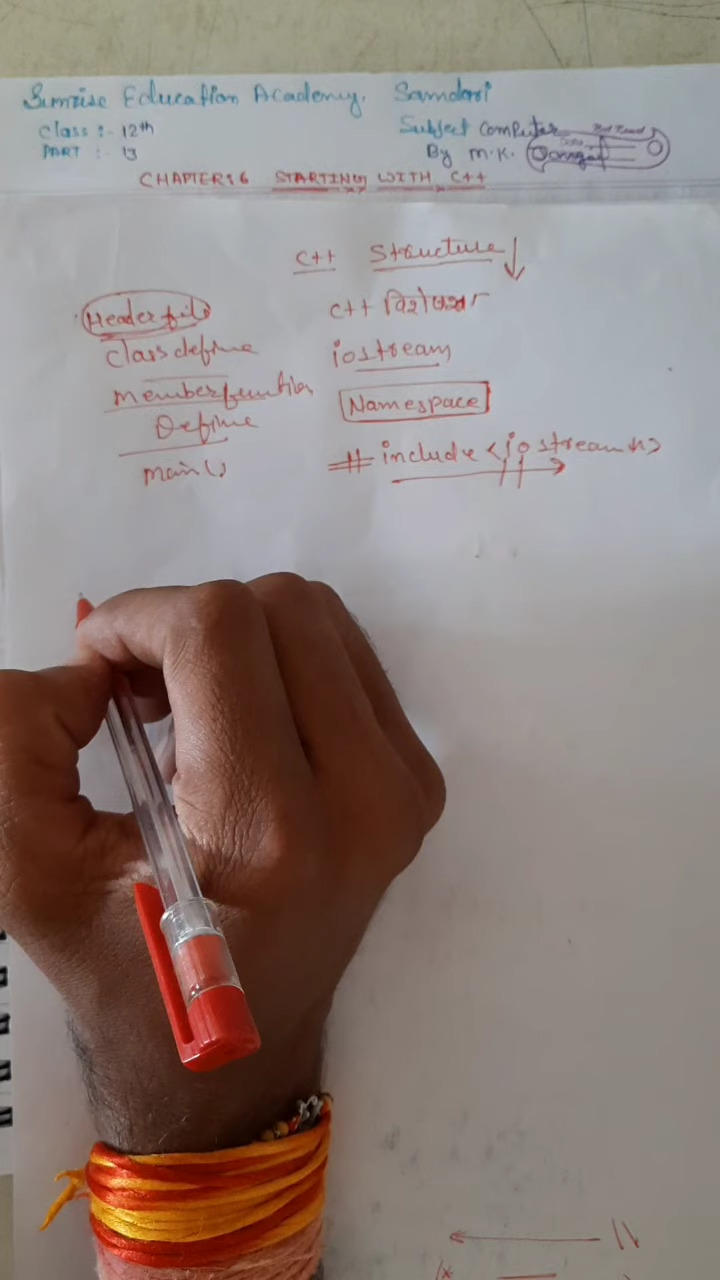 Sunrise Education Academy, Samdari
Class :- 12th
Subject Computer
PART :- 13
By M.K.
CHAPTER 16 STARTING WITH C++
C++ Structure ↓
Header file
C++ विशेषता
Class define
iostream
member function
Namespace
Define
# include <iostream.h>
main()
//
/*